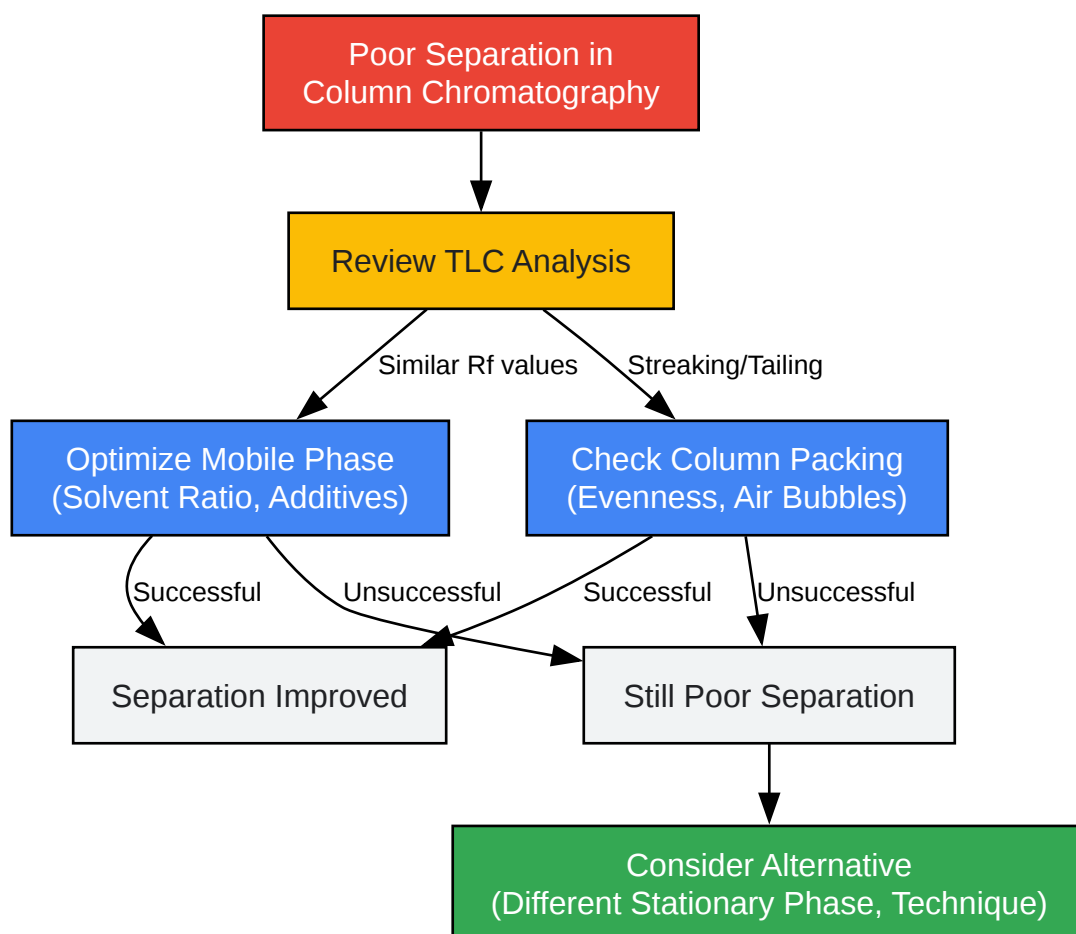 Poor Separation in
Column Chromatography
Review TLC Analysis
Similar Rf values
Streaking/Tailing
Optimize Mobile Phase
(Solvent Ratio, Additives)
Check Column Packing
(Evenness, Air Bubbles)
Successful
Unsuccessful
Successful
Unsuccessful
Separation Improved
Still Poor Separation
Consider Alternative
(Different Stationary Phase, Technique)